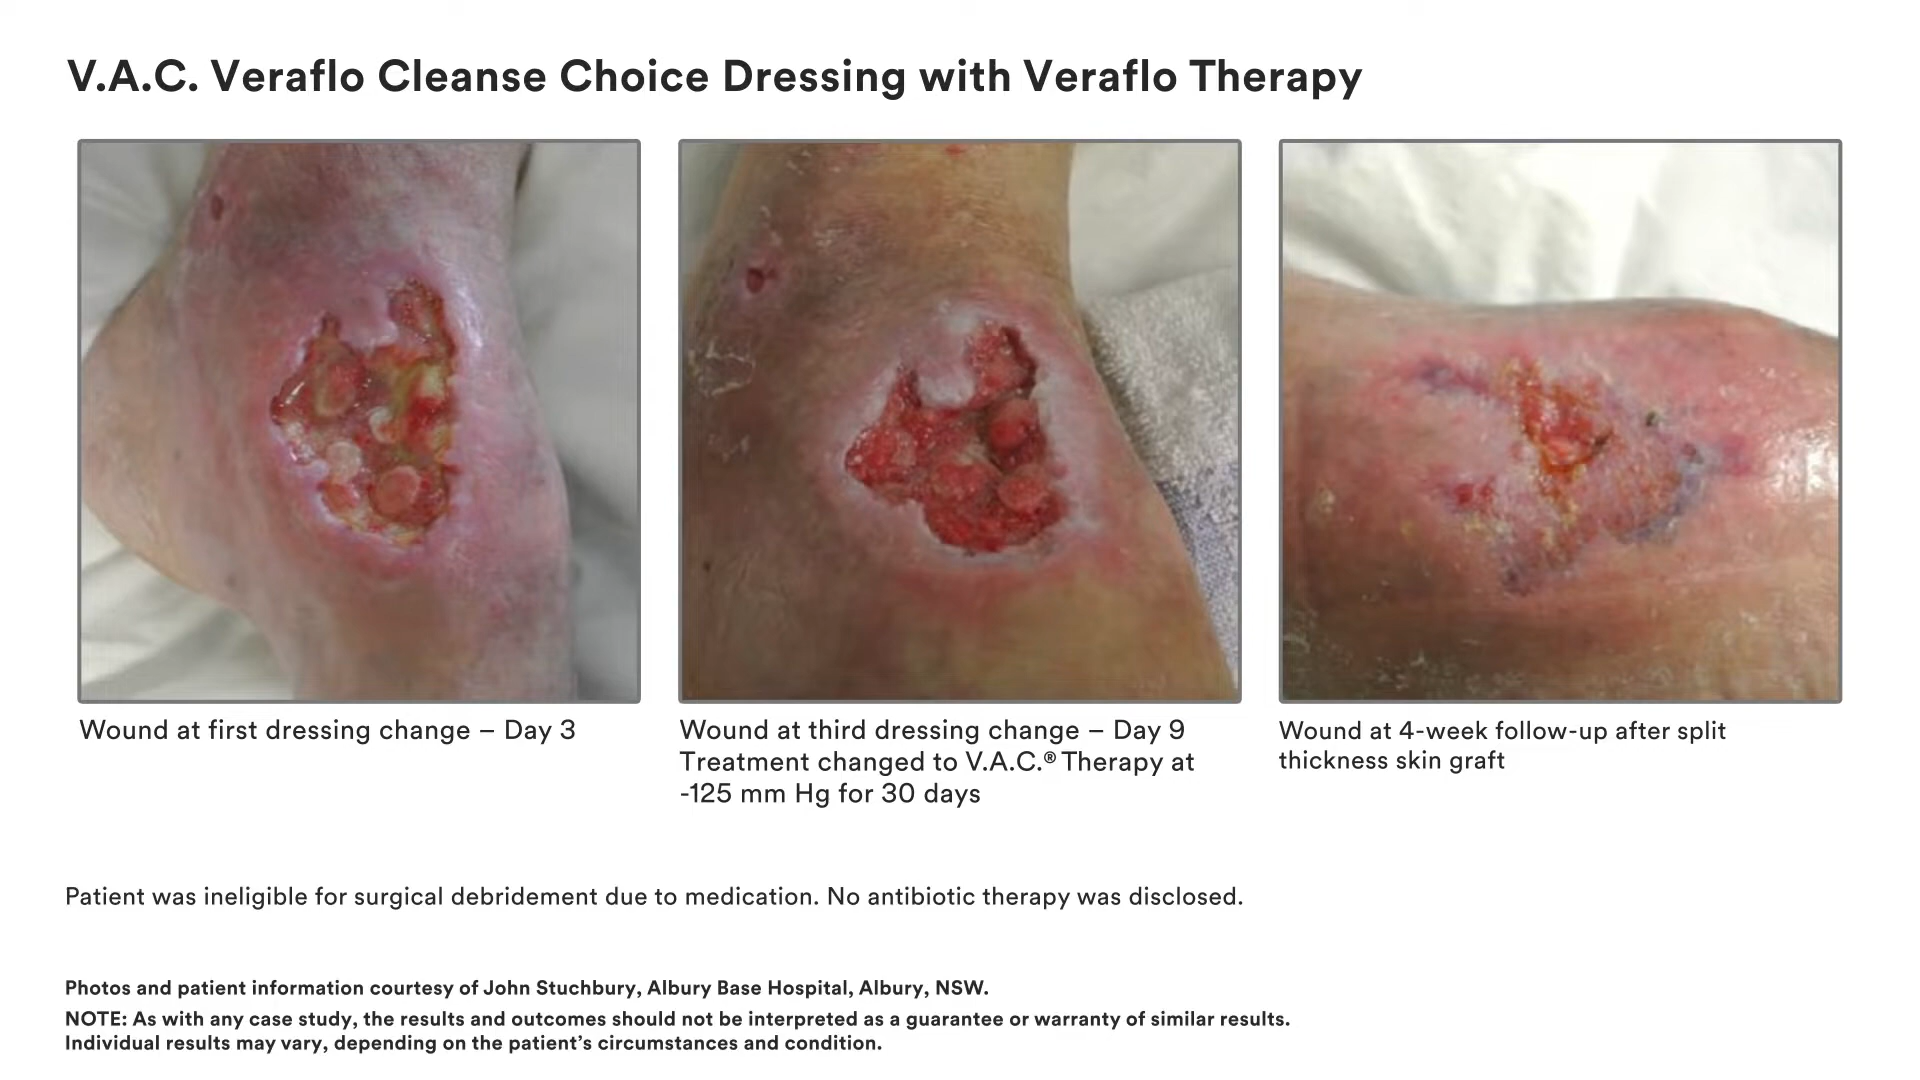 V.A.C. Veraflo Cleanse Choice Dressing with Veraflo Therapy
Wound at first dressing change – Day 3
Wound at third dressing change – Day 9
Treatment changed to V.A.C.® Therapy at
-125 mm Hg for 30 days
Wound at 4-week follow-up after split
thickness skin graft
Patient was ineligible for surgical debridement due to medication. No antibiotic therapy was disclosed.
Photos and patient information courtesy of John Stuchbury, Albury Base Hospital, Albury, NSW.
NOTE: As with any case study, the results and outcomes should not be interpreted as a guarantee or warranty of similar results.
Individual results may vary, depending on the patient’s circumstances and condition.